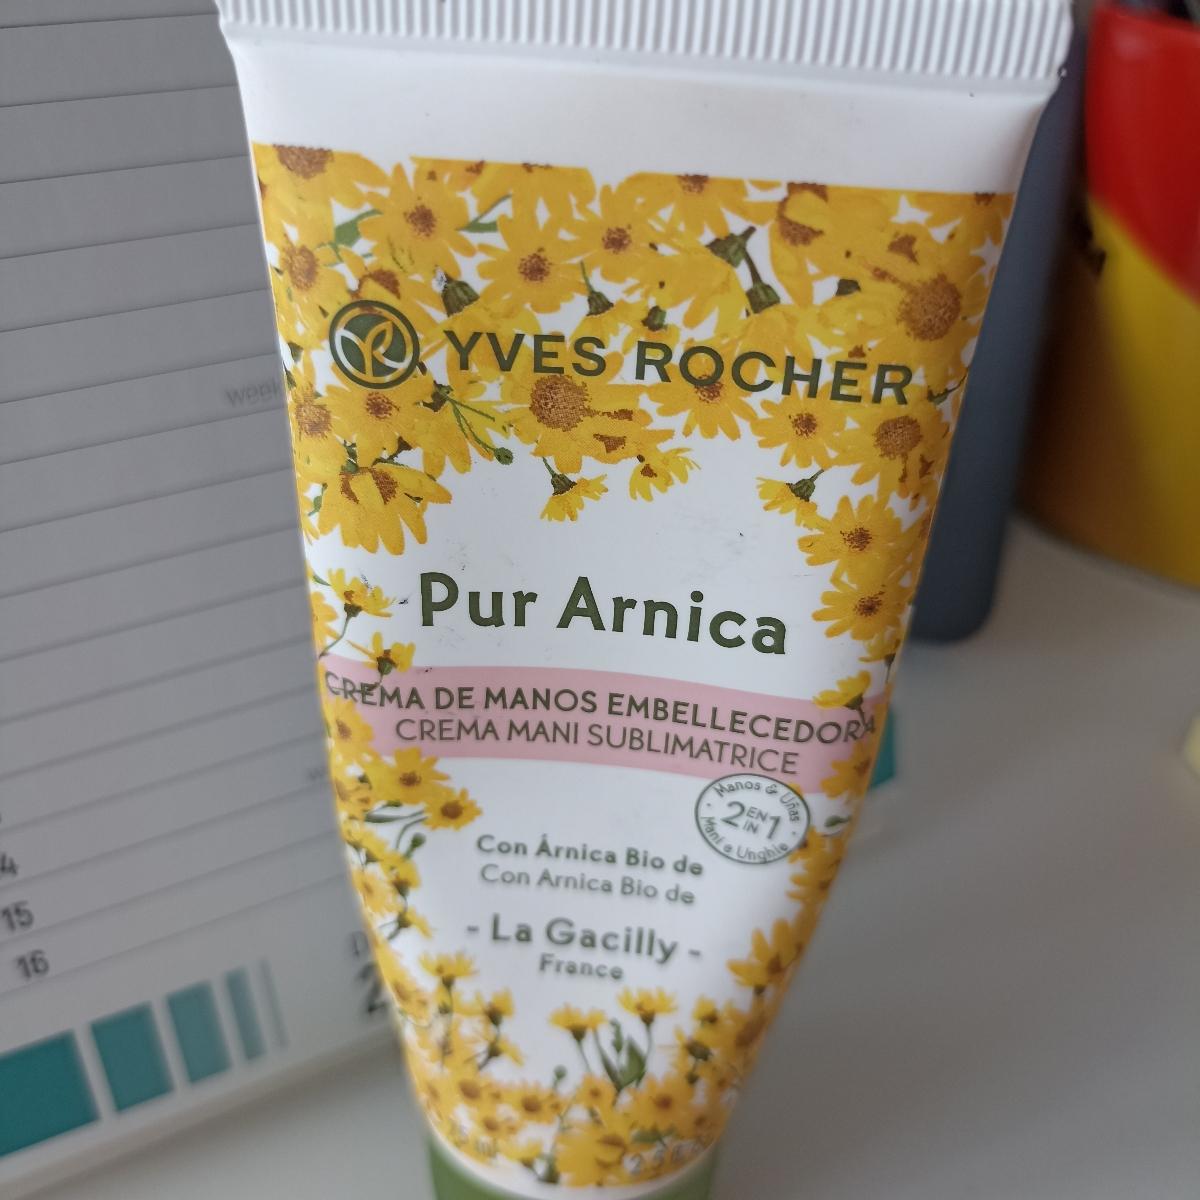 YVES ROCHER
Pur Arnica
CREMA DE MANOS EMBELLECEDORA
CREMA MANI SUBLIMATRICE
Manos & Uñas
2 EN IN 1
Mani e Unghie
Con Árnica Bio de
Con Arnica Bio de
- La Gacilly -
France
week
15
16